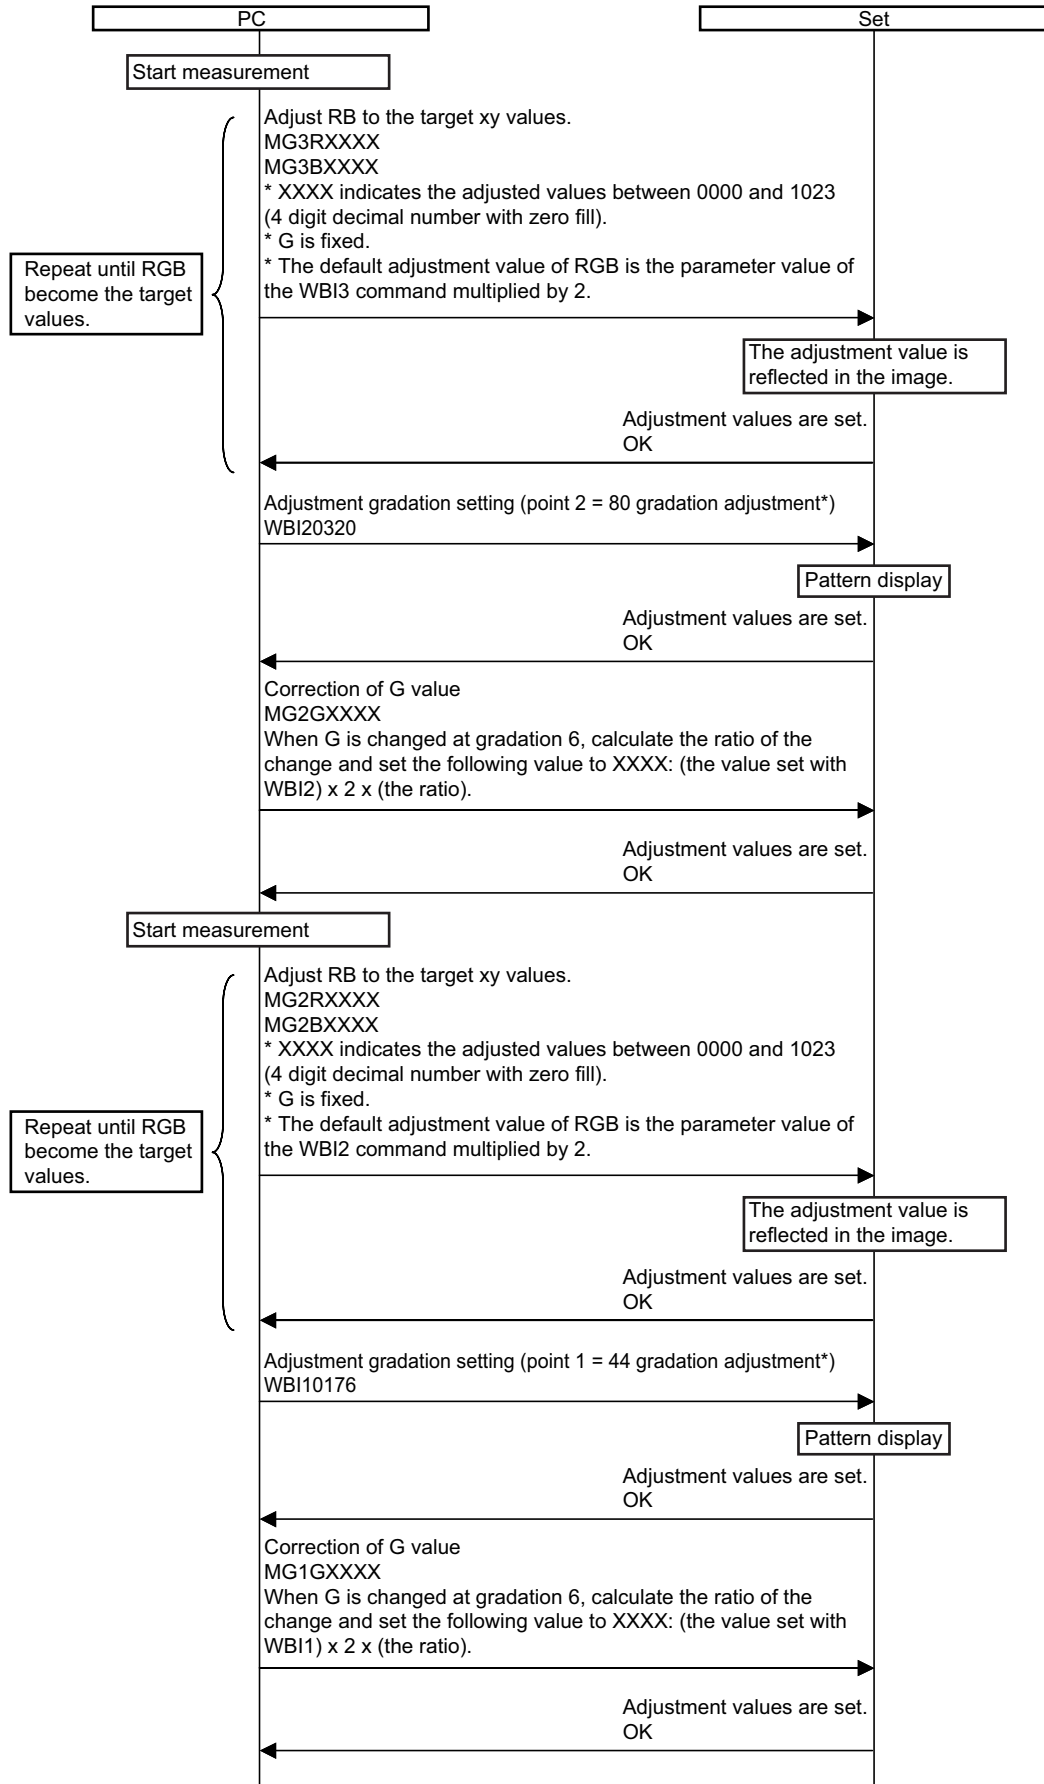 PC
Set
Start measurement
Adjust RB to the target xy values.
MG3RXXXX
MG3BXXXX
* XXXX indicates the adjusted values between 0000 and 1023
(4 digit decimal number with zero fill).
* G is fixed.
* The default adjustment value of RGB is the parameter value of
the WBI3 command multiplied by 2.
Repeat until RGB
become the target
values.
The adjustment value is
reflected in the image.
Adjustment values are set.
OK
Adjustment gradation setting (point 2 = 80 gradation adjustment*)
WBI20320
Pattern display
Adjustment values are set.
OK
Correction of G value
MG2GXXXX
When G is changed at gradation 6, calculate the ratio of the
change and set the following value to XXXX: (the value set with
WBI2) x 2 x (the ratio).
Adjustment values are set.
OK
Start measurement
Adjust RB to the target xy values.
MG2RXXXX
MG2BXXXX
* XXXX indicates the adjusted values between 0000 and 1023
(4 digit decimal number with zero fill).
* G is fixed.
* The default adjustment value of RGB is the parameter value of
the WBI2 command multiplied by 2.
Repeat until RGB
become the target
values.
The adjustment value is
reflected in the image.
Adjustment values are set.
OK
Adjustment gradation setting (point 1 = 44 gradation adjustment*)
WBI10176
Pattern display
Adjustment values are set.
OK
Correction of G value
MG1GXXXX
When G is changed at gradation 6, calculate the ratio of the
change and set the following value to XXXX: (the value set with
WBI1) x 2 x (the ratio).
Adjustment values are set.
OK